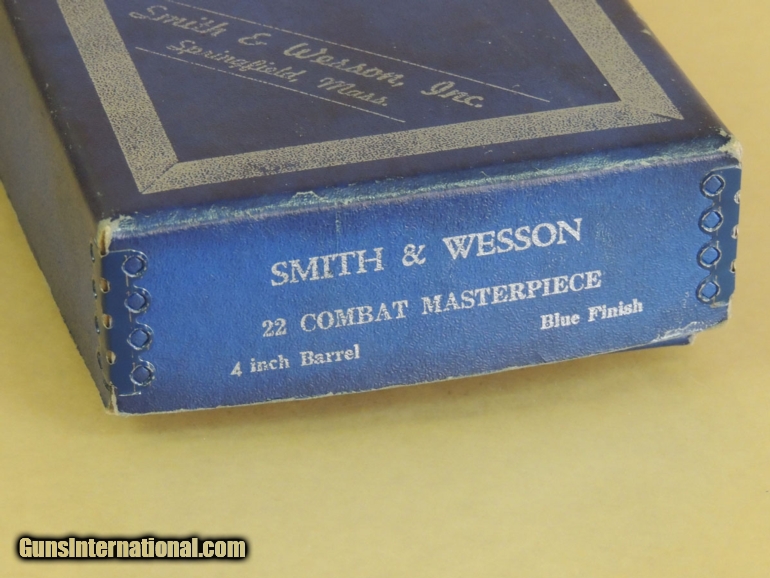 Smith & Wesson, Inc.
Springfield Mass.
SMITH & WESSON
22 COMBAT MASTERPIECE
4 inch Barrel Blue Finish
GunsInternational.com